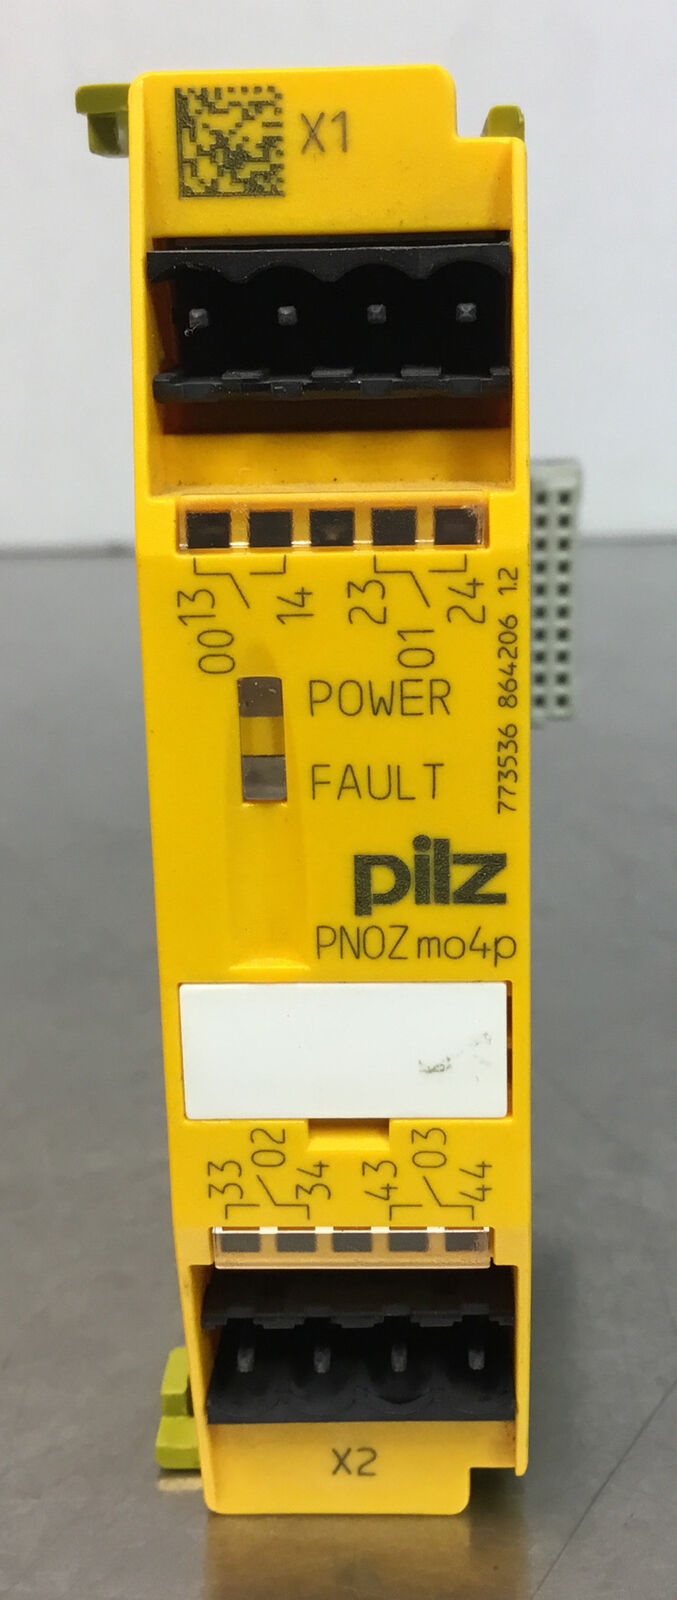 X1
13 14 23 24
00 01
POWER
FAULT
773536 864206 1.2
pilz
PNOZ mo4p
33 02 34 43 03 44
X2